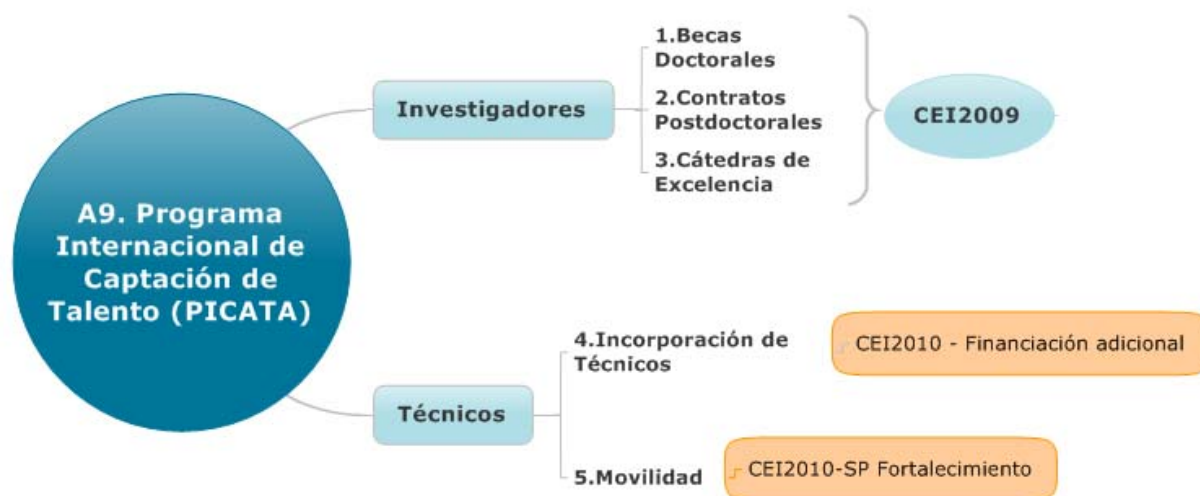 A9. Programa
Internacional de
Captación de
Talento (PICATA)
Investigadores
1.Becas
Doctorales
2.Contratos
Postdoctorales
3.Cátedras de
Excelencia
CEI2009
Técnicos
4.Incorporación de
Técnicos
CEI2010 - Financiación adicional
5.Movilidad
CEI2010-SP Fortalecimiento